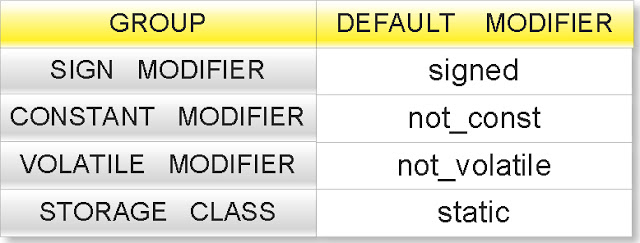 GROUP DEFAULT MODIFIER
SIGN MODIFIER signed
CONSTANT MODIFIER not_const
VOLATILE MODIFIER not_volatile
STORAGE CLASS static